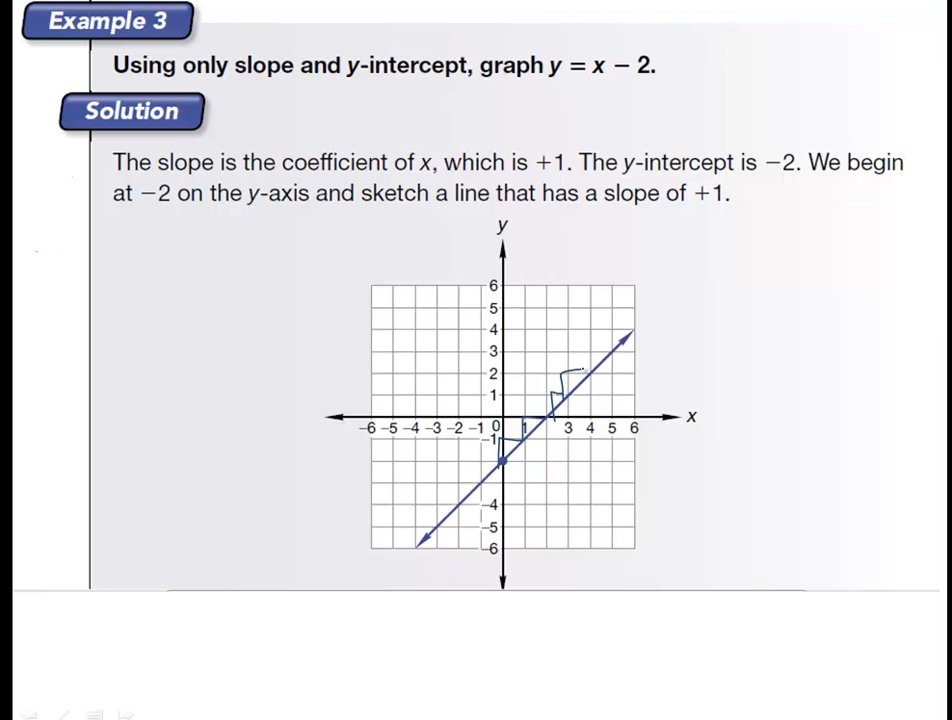 Example 3
Using only slope and y-intercept, graph y = x − 2.
Solution
The slope is the coefficient of x, which is +1. The y-intercept is −2. We begin
at −2 on the y-axis and sketch a line that has a slope of +1.
y
6
5
4
3
2
1
-6 -5 -4 -3 -2 -1 0 1 3 4 5 6 x
-1
-4
-5
-6